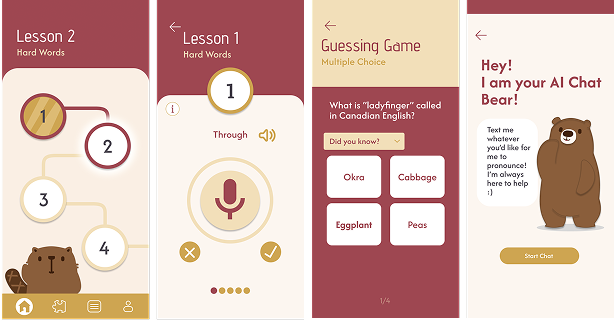 Lesson 2
Hard Words
1
2
3
4
Lesson 1
Hard Words
1
i
Through
Guessing Game
Multiple Choice
What is "ladyfinger" called
in Canadian English?
Did you know?
Okra
Cabbage
Eggplant
Peas
1/4
Hey!
I am your AI Chat
Bear!
Text me
whatever
you'd like for
me to
pronounce!
I'm always
here to help
:)
Start Chat